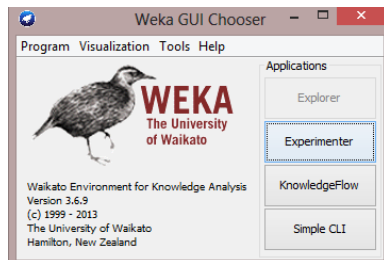 Weka GUI Chooser
Program Visualization Tools Help
Applications
WEKA
The University
of Waikato
Explorer
Experimenter
KnowledgeFlow
Simple CLI
Waikato Environment for Knowledge Analysis
Version 3.6.9
(c) 1999 - 2013
The University of Waikato
Hamilton, New Zealand